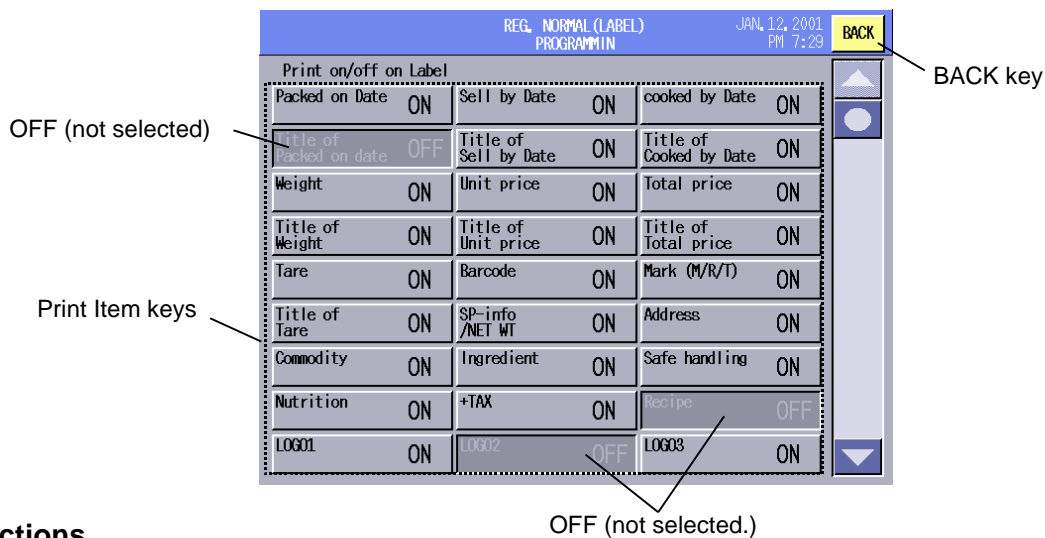 REG. NORMAL(LABEL)
PROGRAMMIN
JAN.12.2001
PM 7:29
BACK
BACK key
Print on/off on Label
Packed on Date ON
Sell by Date ON
cooked by Date ON
OFF (not selected)
Title of
Packed on date OFF
Title of
Sell by Date ON
Title of
Cooked by Date ON
Weight ON
Unit price ON
Total price ON
Title of
Weight ON
Title of
Unit price ON
Title of
Total price ON
Tare ON
Barcode ON
Mark (M/R/T) ON
Print Item keys
Title of
Tare ON
SP-info
/NET WT ON
Address ON
Commodity ON
Ingredient ON
Safe handling ON
Nutrition ON
+TAX ON
Recipe OFF
LOGO1 ON
LOGO2 OFF
LOGO3 ON
OFF (not selected.)